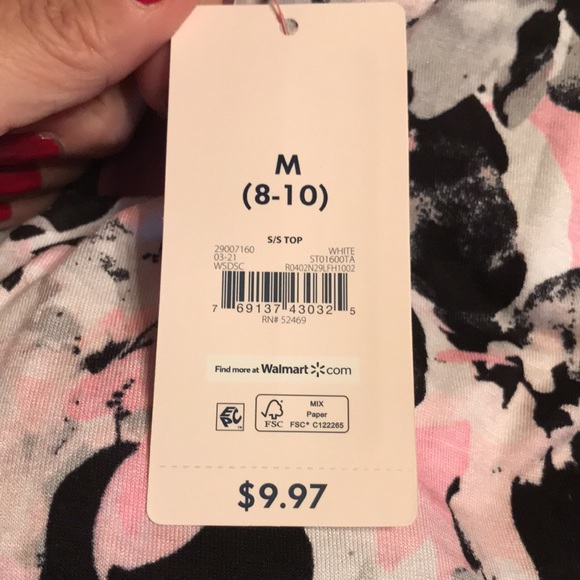 M
(8-10)
S/S TOP
29007160 WHITE
03-21 ST01600TA
WSDSC R0402N29LFH1002
7 69137 43032 5
RN# 52469
Find more at Walmart.com
EPC
FSC MIX
Paper
FSC® C122265
$9.97